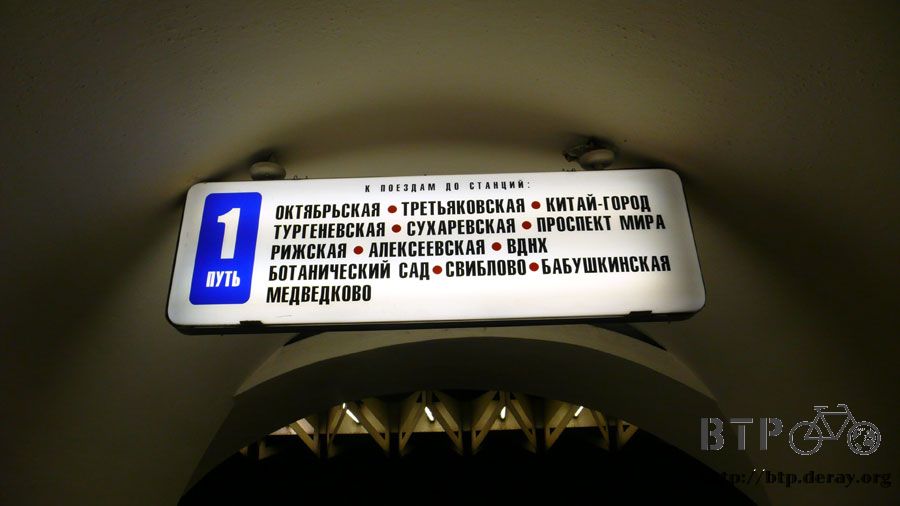 К ПОЕЗДАМ ДО СТАНЦИЙ:
1
ПУТЬ
ОКТЯБРЬСКАЯ • ТРЕТЬЯКОВСКАЯ • КИТАЙ-ГОРОД
ТУРГЕНЕВСКАЯ • СУХАРЕВСКАЯ • ПРОСПЕКТ МИРА
РИЖСКАЯ • АЛЕКСЕЕВСКАЯ • ВДНХ
БОТАНИЧЕСКИЙ САД • СВИБЛОВО • БАБУШКИНСКАЯ
МЕДВЕДКОВО
BTP
http://btp.deray.org